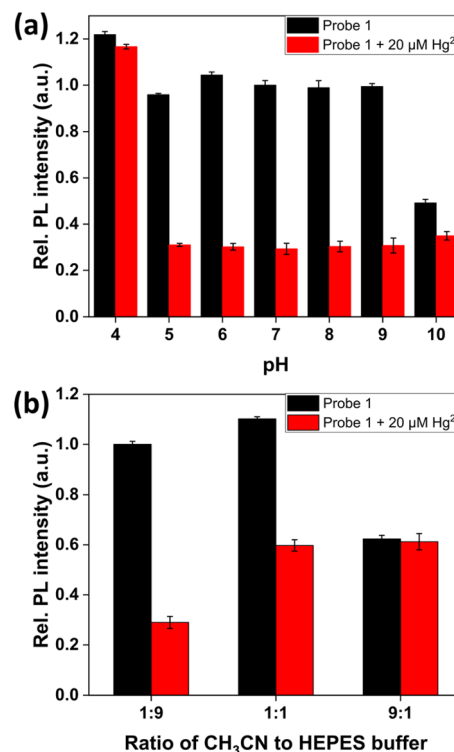 (a)
Probe 1
Probe 1 + 20 µM Hg2
Rel. PL intensity (a.u.)
1.2
1.0
0.8
0.6
0.4
0.2
0.0
4 5 6 7 8 9 10
pH
(b)
Probe 1
Probe 1 + 20 µM Hg2
Rel. PL intensity (a.u.)
1.2
1.0
0.8
0.6
0.4
0.2
0.0
1:9 1:1 9:1
Ratio of CH₃CN to HEPES buffer